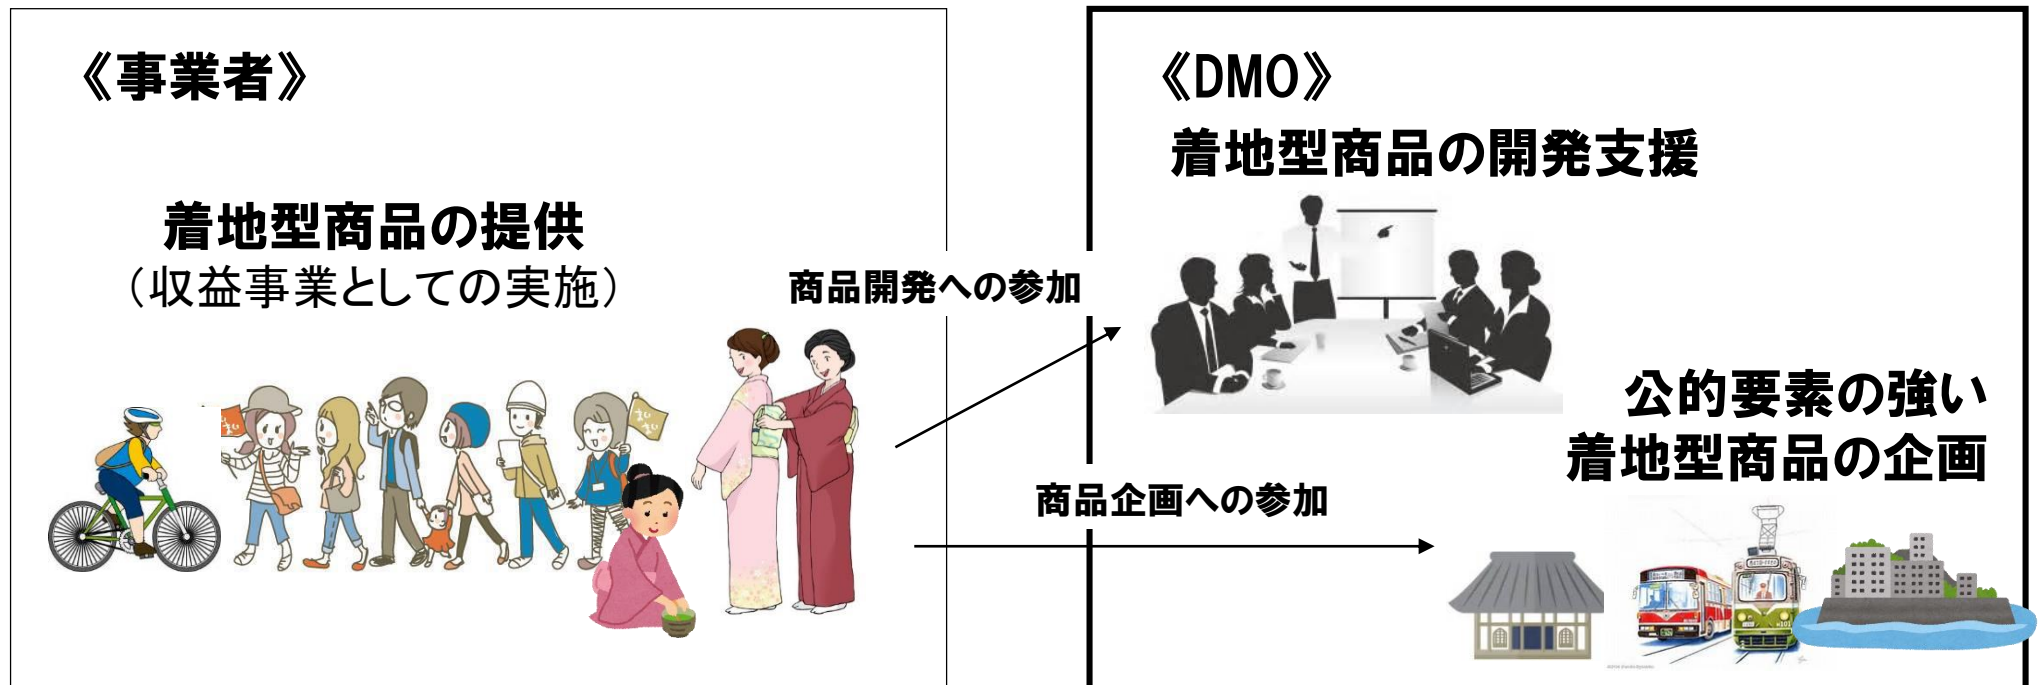 《事業者》
着地型商品の提供
（収益事業としての実施）
商品開発への参加
商品企画への参加
《DMO》
着地型商品の開発支援
公的要素の強い
着地型商品の企画